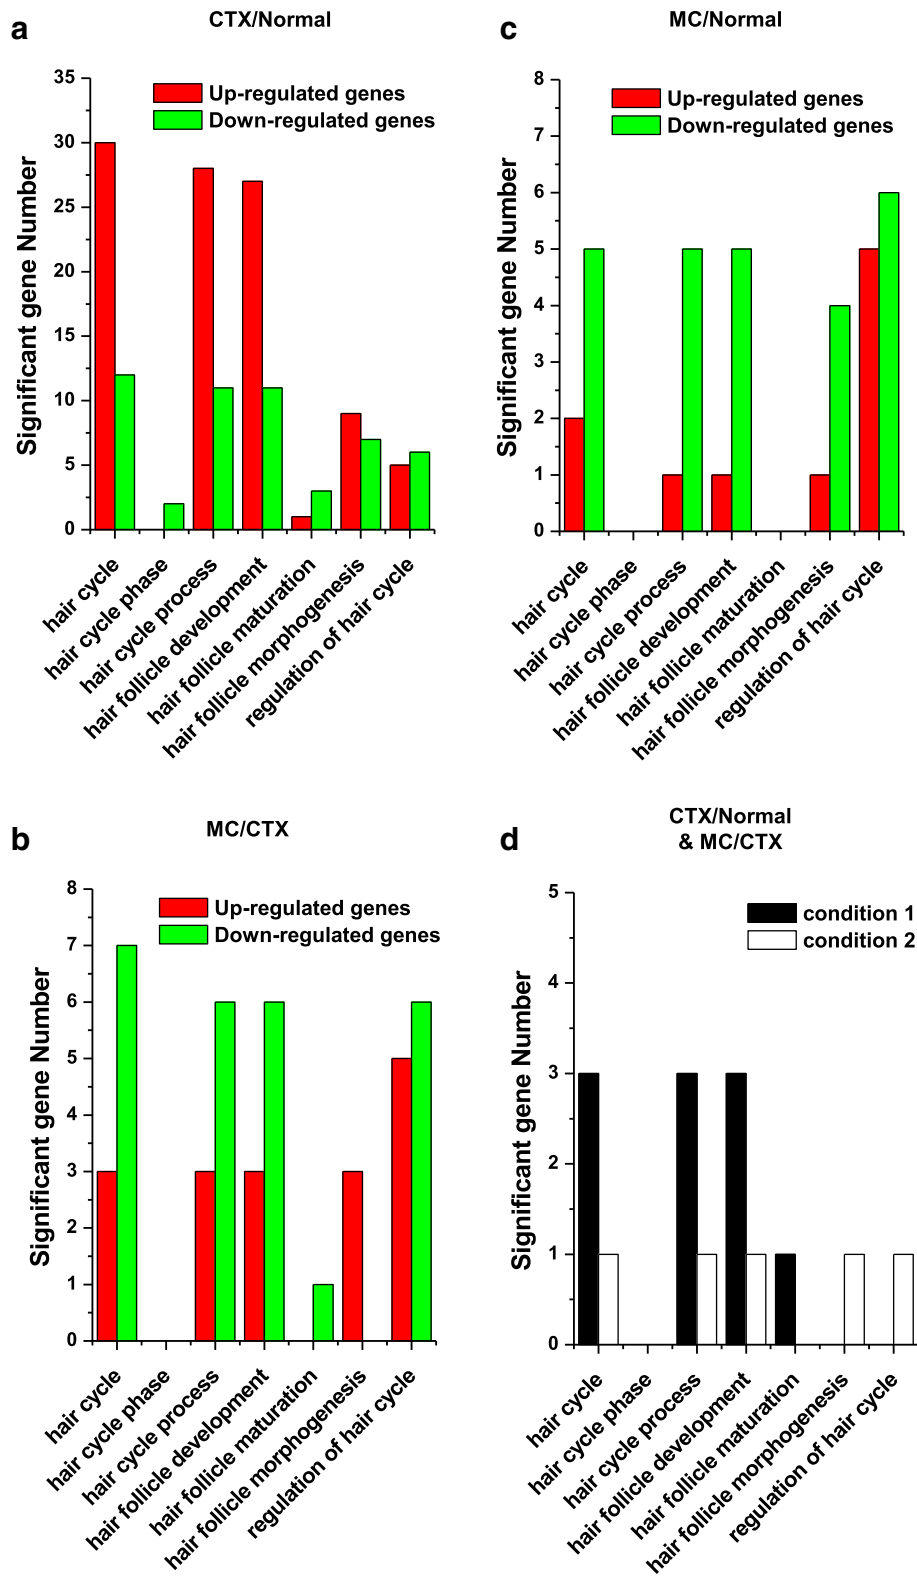 a
CTX/Normal
Significant gene Number
35
30
25
20
15
10
5
0
Up-regulated genes
Down-regulated genes
hair cycle
hair cycle phase
hair cycle process
hair follicle development
hair follicle maturation
hair follicle morphogenesis
regulation of hair cycle
c
MC/Normal
Significant gene Number
8
7
6
5
4
3
2
1
0
Up-regulated genes
Down-regulated genes
hair cycle
hair cycle phase
hair cycle process
hair follicle development
hair follicle maturation
hair follicle morphogenesis
regulation of hair cycle
b
MC/CTX
Significant gene Number
8
7
6
5
4
3
2
1
0
Up-regulated genes
Down-regulated genes
hair cycle
hair cycle phase
hair cycle process
hair follicle development
hair follicle maturation
hair follicle morphogenesis
regulation of hair cycle
d
CTX/Normal
& MC/CTX
Significant gene Number
5
4
3
2
1
0
condition 1
condition 2
hair cycle
hair cycle phase
hair cycle process
hair follicle development
hair follicle maturation
hair follicle morphogenesis
regulation of hair cycle